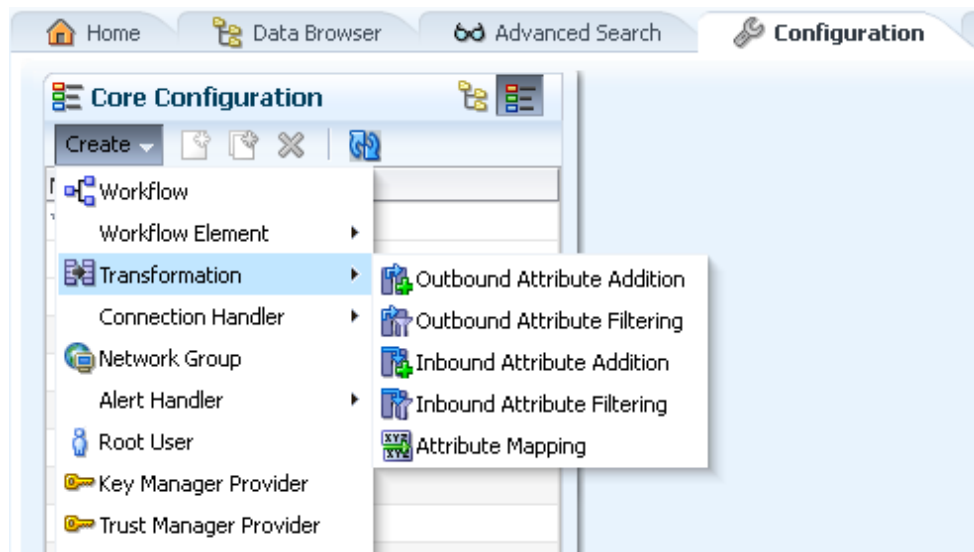 Home Data Browser Advanced Search Configuration
Core Configuration
Create
Workflow
Workflow Element
Transformation
Connection Handler
Network Group
Alert Handler
Root User
Key Manager Provider
Trust Manager Provider
Outbound Attribute Addition
Outbound Attribute Filtering
Inbound Attribute Addition
Inbound Attribute Filtering
XYZ
XYZ
Attribute Mapping